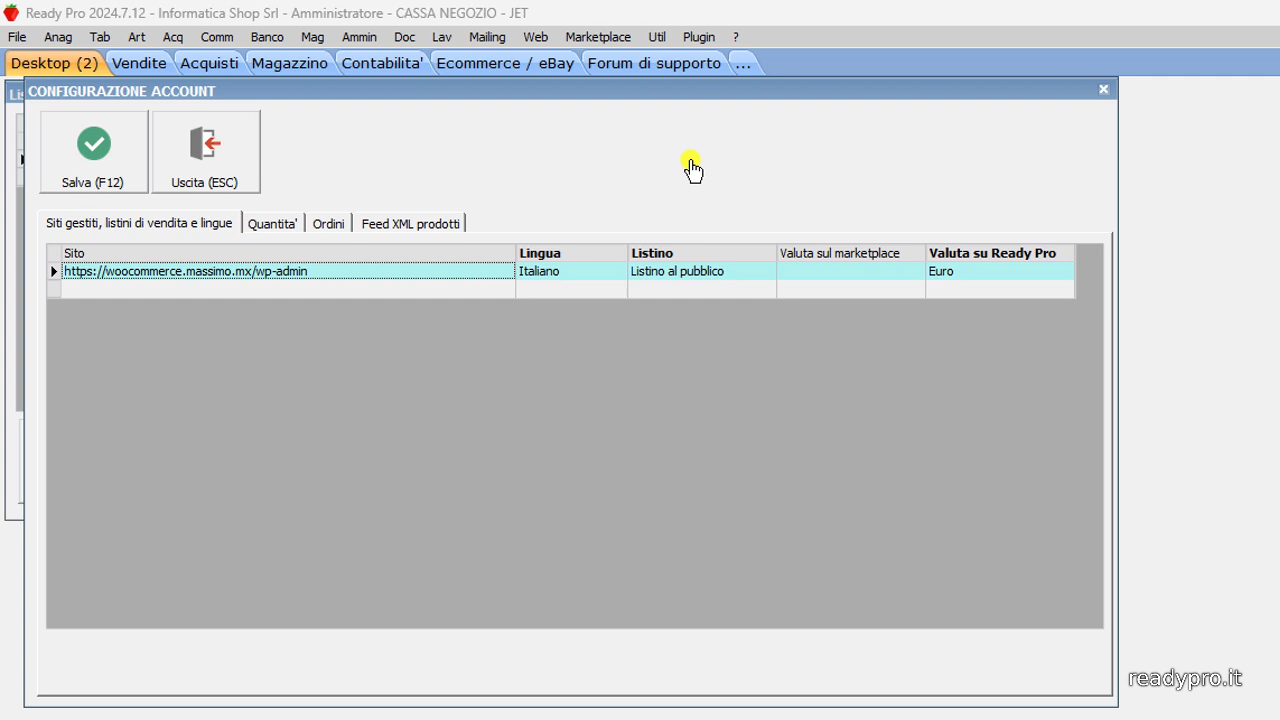 Ready Pro 2024.7.12 - Informatica Shop Srl - Amministratore - CASSA NEGOZIO - JET
File Anag Tab Art Acq Comm Banco Mag Ammin Doc Lav Mailing Web Marketplace Util Plugin ?
Desktop (2) Vendite Acquisti Magazzino Contabilita' Ecommerce / eBay Forum di supporto ...
CONFIGURAZIONE ACCOUNT
Salva (F12) Uscita (ESC)
Siti gestiti, listini di vendita e lingue Quantita' Ordini Feed XML prodotti
Sito Lingua Listino Valuta sul marketplace Valuta su Ready Pro
https://woocommerce.massimo.mx/wp-admin Italiano Listino al pubblico Euro
readypro.it